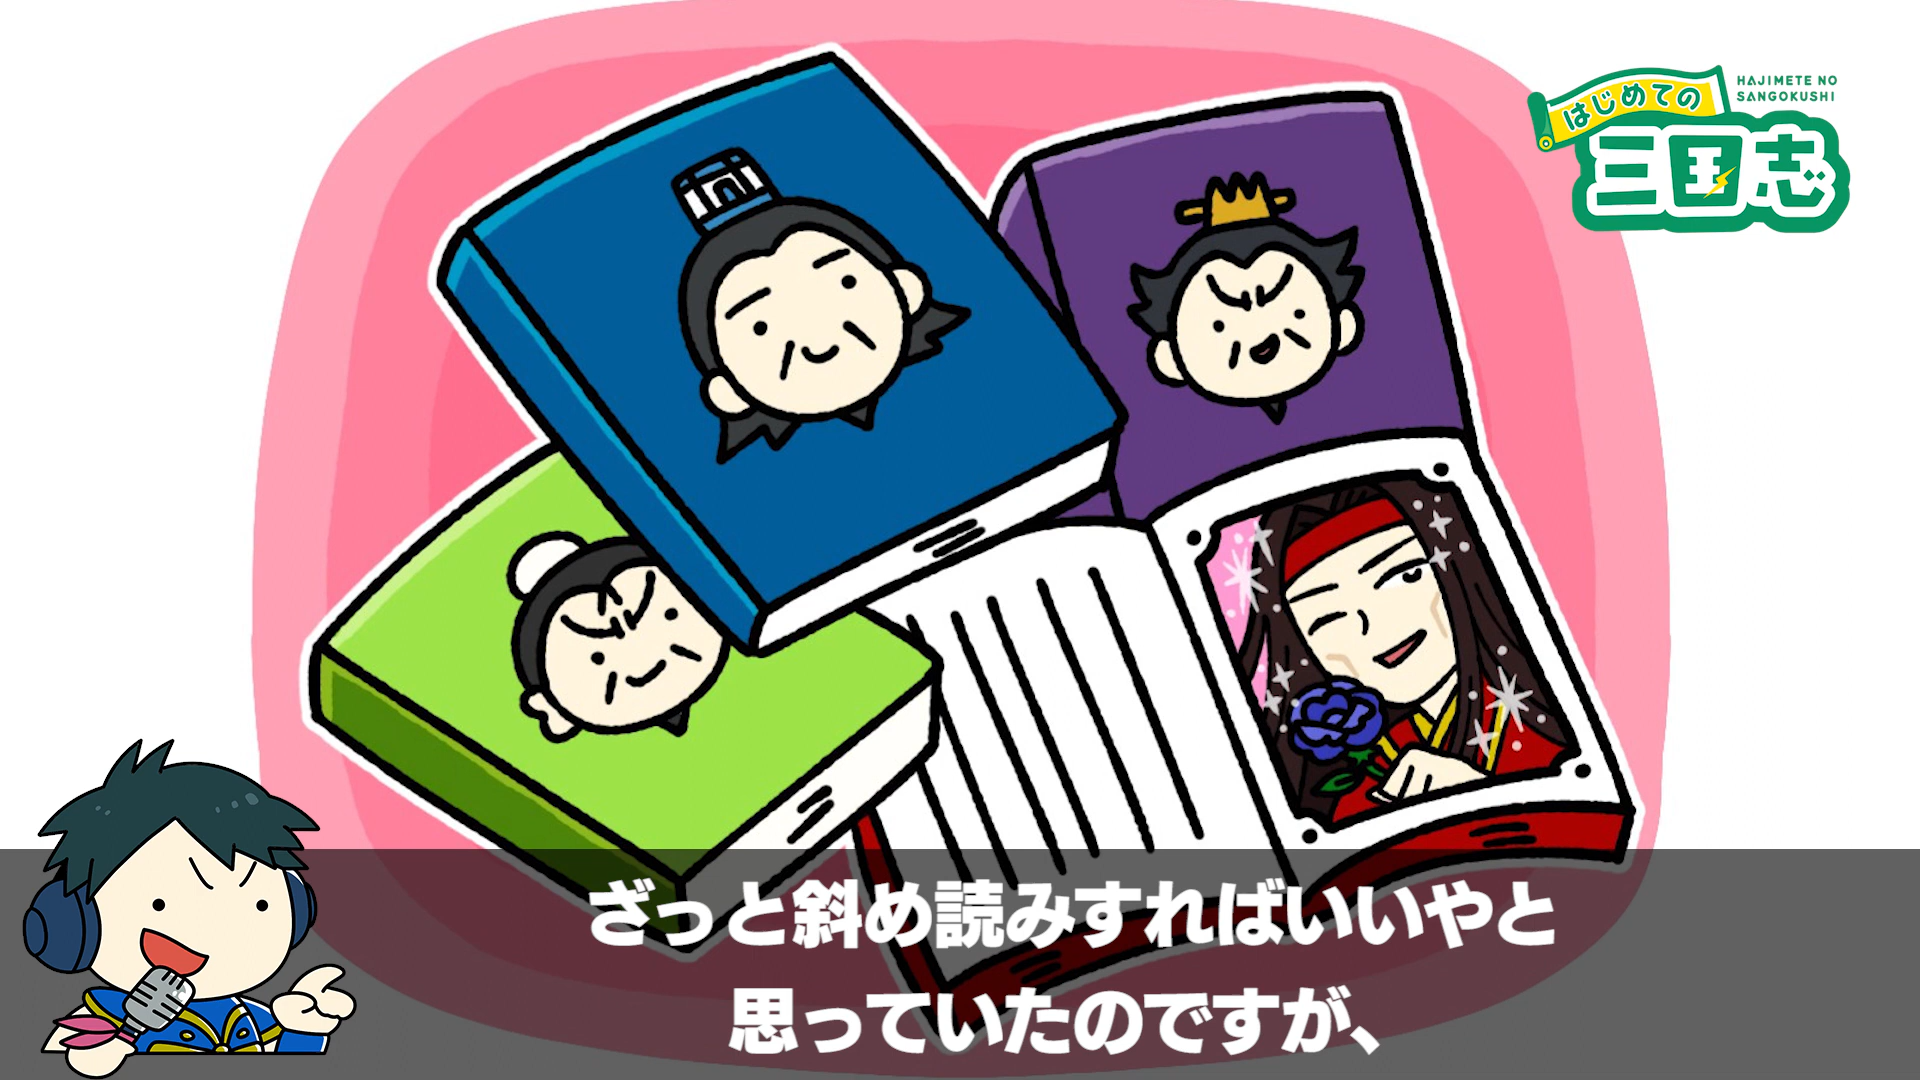 はじめての
HAJIMETE NO
SANGOKUSHI
三国志
ざっと斜め読みすればいいやと
思っていたのですが、